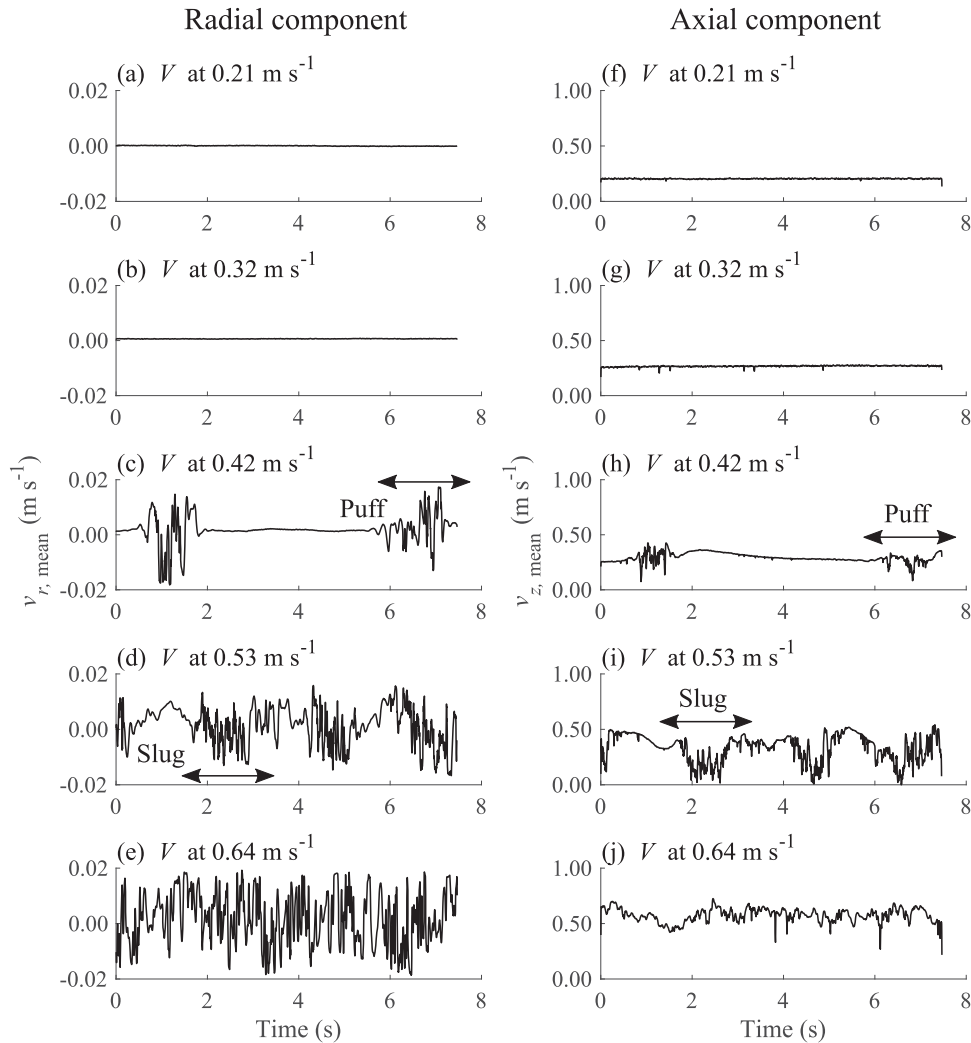 Radial component
Axial component
(a) V at 0.21 m s⁻¹
0.02
0.00
-0.02
0 2 4 6 8
(f) V at 0.21 m s⁻¹
1.00
0.50
0.00
0 2 4 6 8
(b) V at 0.32 m s⁻¹
0.02
0.00
-0.02
0 2 4 6 8
(g) V at 0.32 m s⁻¹
1.00
0.50
0.00
0 2 4 6 8
(c) V at 0.42 m s⁻¹
0.02
0.00
-0.02
Puff
0 2 4 6 8
v_r, mean (m s⁻¹)
(h) V at 0.42 m s⁻¹
1.00
0.50
0.00
Puff
0 2 4 6 8
v_z, mean (m s⁻¹)
(d) V at 0.53 m s⁻¹
0.02
0.00
-0.02
Slug
0 2 4 6 8
(i) V at 0.53 m s⁻¹
1.00
0.50
0.00
Slug
0 2 4 6 8
(e) V at 0.64 m s⁻¹
0.02
0.00
-0.02
0 2 4 6 8
Time (s)
(j) V at 0.64 m s⁻¹
1.00
0.50
0.00
0 2 4 6 8
Time (s)